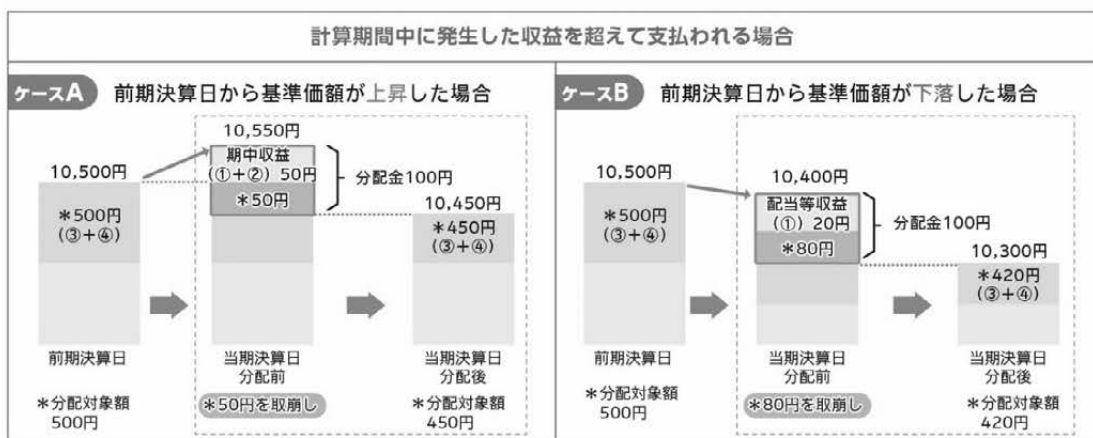 計算期間中に発生した収益を超えて支払われる場合
ケースA 前期決算日から基準価額が上昇した場合
10,550円
10,500円
期中収益
(①+②) 50円
*50円
分配金100円
*500円
(③+④)
10,450円
*450円
(③+④)
前期決算日
当期決算日
分配前
当期決算日
分配後
*分配対象額
500円
*50円を取崩し
*分配対象額
450円
ケースB 前期決算日から基準価額が下落した場合
10,500円
10,400円
配当等収益
(①) 20円
*80円
分配金100円
*500円
(③+④)
10,300円
*420円
(③+④)
前期決算日
当期決算日
分配前
当期決算日
分配後
*分配対象額
500円
*80円を取崩し
*分配対象額
420円